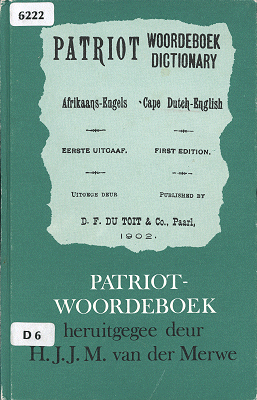 6222
PATRIOT WOORDEBOEK
DICTIONARY
Afrikaans-Engels Cape Dutch-English
EERSTE UITGAAF. FIRST EDITION.
UITGEGE DEUR PUBLISHED BY
D. F. DU TOIT & Co., Paarl,
1902.
PATRIOT-
WOORDEBOEK
D 6 heruitgegee deur
H.J.J.M. van der Merwe